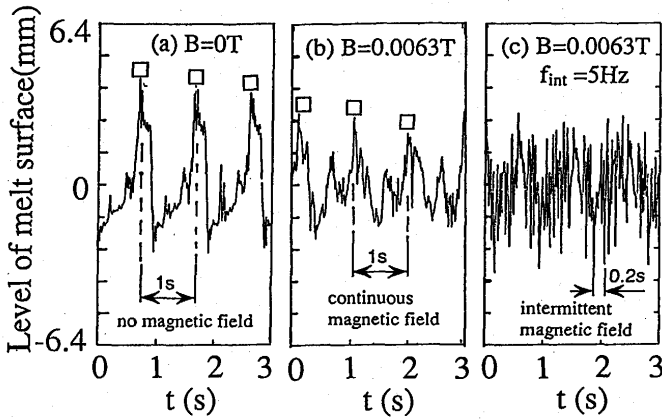 Level of melt surface(mm)
6.4
0
-6.4
(a) B=0T
1s
no magnetic field
0 1 2 3
t (s)
(b) B=0.0063T
1s
continuous
magnetic field
0 1 2 3
t (s)
(c) B=0.0063T
fint =5Hz
0.2s
intermittent
magnetic field
0 1 2 3
t (s)